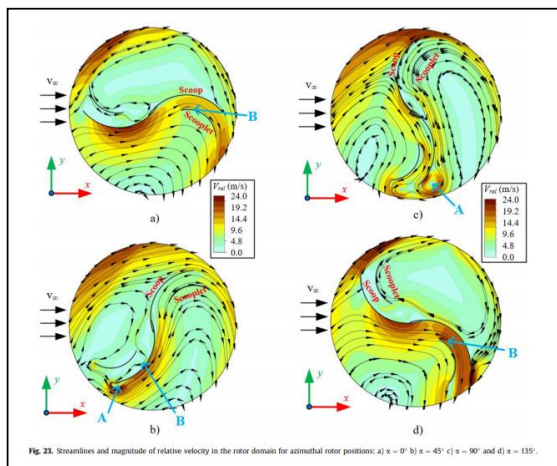 v∞
Scoop
Scooplet
B
y
x
a)
Vrel (m/s)
24.0
19.2
14.4
9.6
4.8
0.0
v∞
Scoop
Scooplet
A
y
x
c)
Vrel (m/s)
24.0
19.2
14.4
9.6
4.8
0.0
v∞
Scoop
Scooplet
A
B
y
x
b)
v∞
Scoop
Scooplet
B
y
x
d)
Fig. 23. Streamlines and magnitude of relative velocity in the rotor domain for azimuthal rotor positions: a) α = 0° b) α = 45° c) α = 90° and d) α = 135°.